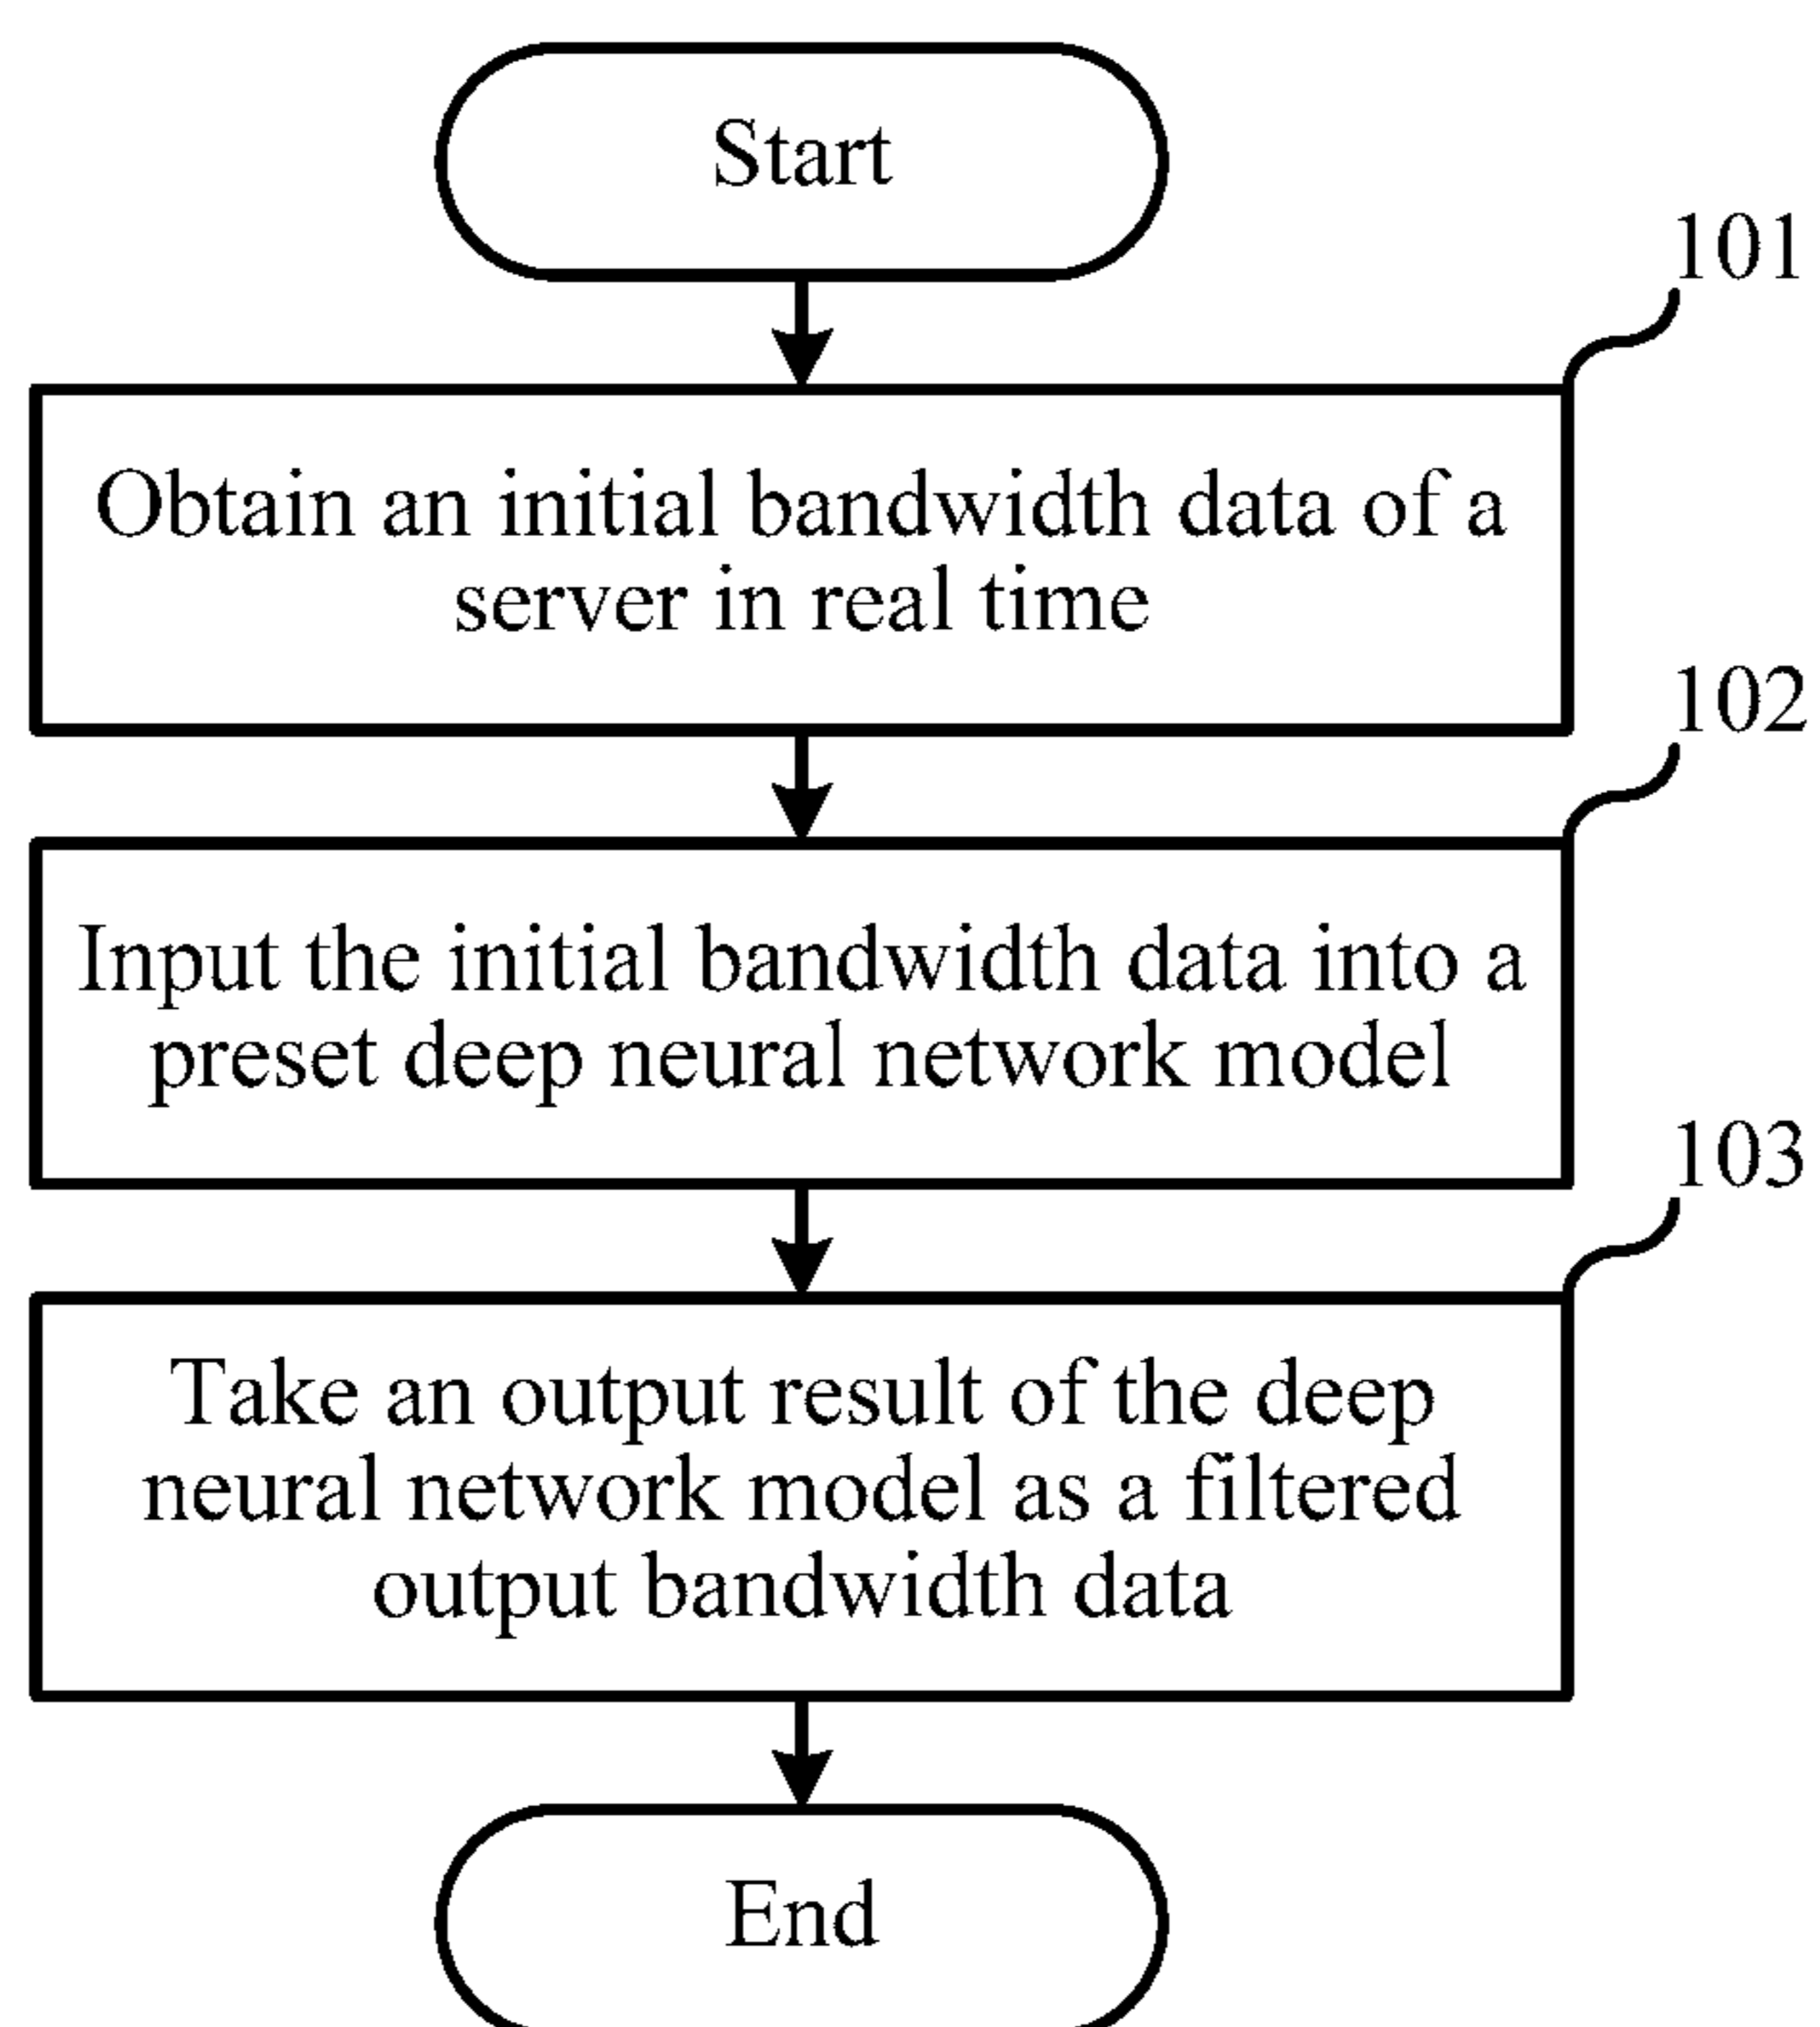 Start
101
Obtain an initial bandwidth data of a
server in real time
102
Input the initial bandwidth data into a
preset deep neural network model
103
Take an output result of the deep
neural network model as a filtered
output bandwidth data
End